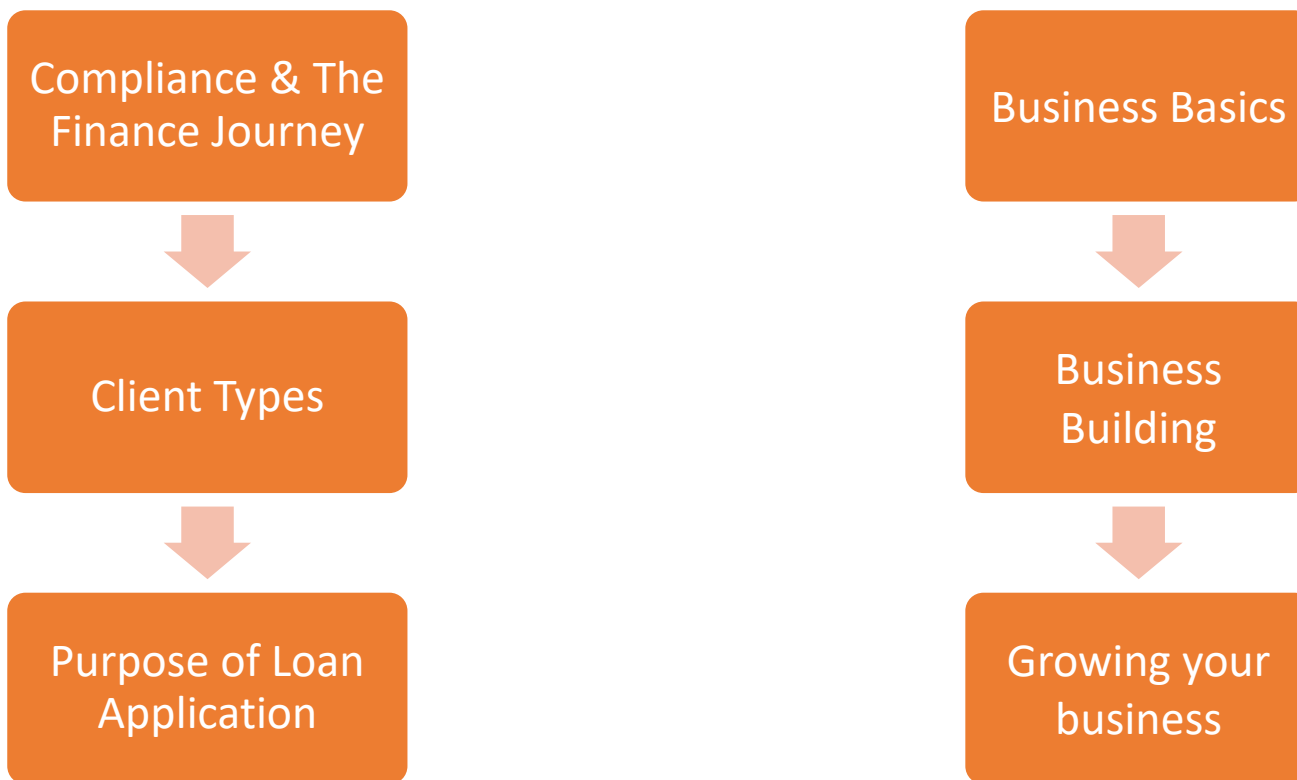 Compliance & The
Finance Journey
Client Types
Purpose of Loan
Application
Business Basics
Business
Building
Growing your
business